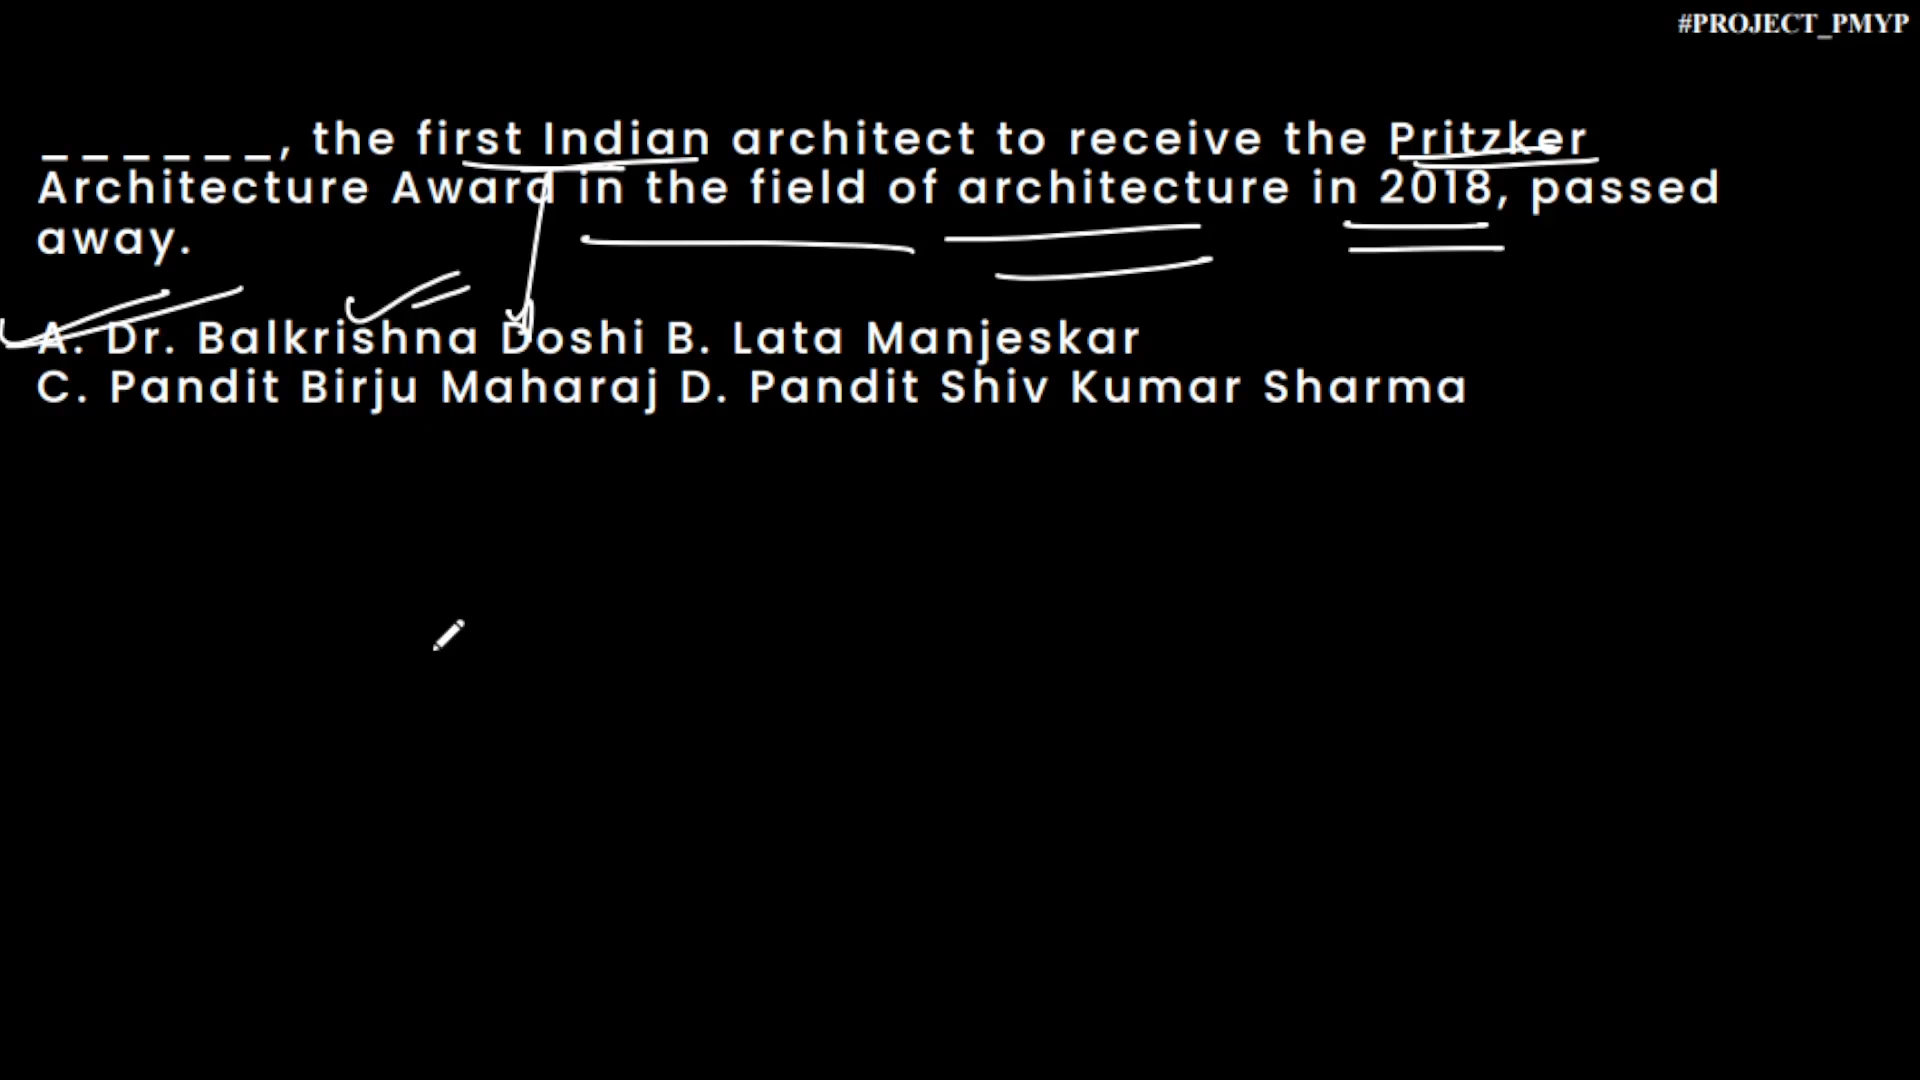 #PROJECT_PMYP
______, the first Indian architect to receive the Pritzker
Architecture Award in the field of architecture in 2018, passed
away.
A. Dr. Balkrishna Doshi B. Lata Manjeskar
C. Pandit Birju Maharaj D. Pandit Shiv Kumar Sharma